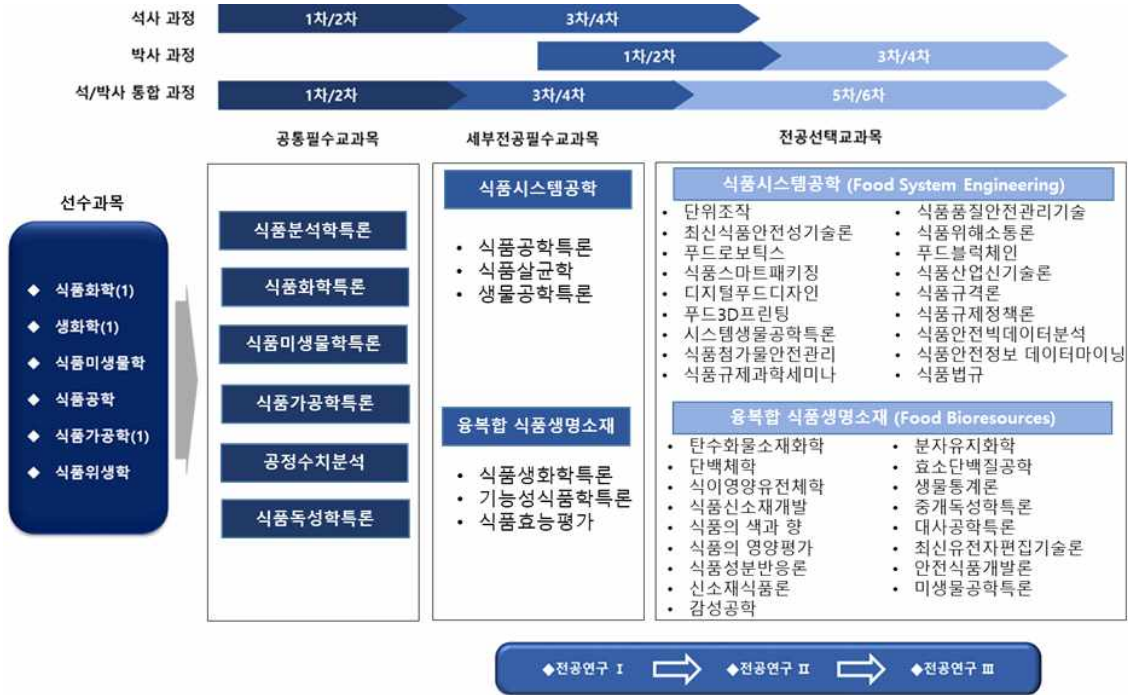 석사 과정
1차/2차
3차/4차
박사 과정
1차/2차
3차/4차
석/박사 통합 과정
1차/2차
3차/4차
5차/6차
공통필수교과목
세부전공필수교과목
전공선택교과목
선수과목
◆ 식품화학(1)
◆ 생화학(1)
◆ 식품미생물학
◆ 식품공학
◆ 식품가공학(1)
◆ 식품위생학
식품분석학특론
식품화학특론
식품미생물학특론
식품가공학특론
공정수치분석
식품독성학특론
식품시스템공학
• 식품공학특론
• 식품살균학
• 생물공학특론
융복합 식품생명소재
• 식품생화학특론
• 기능성식품학특론
• 식품효능평가
식품시스템공학 (Food System Engineering)
• 단위조작
• 최신식품안전성기술론
• 푸드로보틱스
• 식품스마트패키징
• 디지털푸드디자인
• 푸드3D프린팅
• 시스템생물공학특론
• 식품첨가물안전관리
• 식품규제과학세미나
• 식품품질안전관리기술
• 식품위해소통론
• 푸드블럭체인
• 식품산업신기술론
• 식품규격론
• 식품규제정책론
• 식품안전빅데이터분석
• 식품안전정보 데이터마이닝
• 식품법규
융복합 식품생명소재 (Food Bioresources)
• 탄수화물소재화학
• 단백체학
• 식이영양유전체학
• 식품신소재개발
• 식품의 색과 향
• 식품의 영양평가
• 식품성분반응론
• 신소재식품론
• 감성공학
• 분자유지화학
• 효소단백질공학
• 생물통계론
• 중개독성학특론
• 대사공학특론
• 최신유전자편집기술론
• 안전식품개발론
• 미생물공학특론
◆전공연구 Ⅰ
◆전공연구 Ⅱ
◆전공연구 Ⅲ